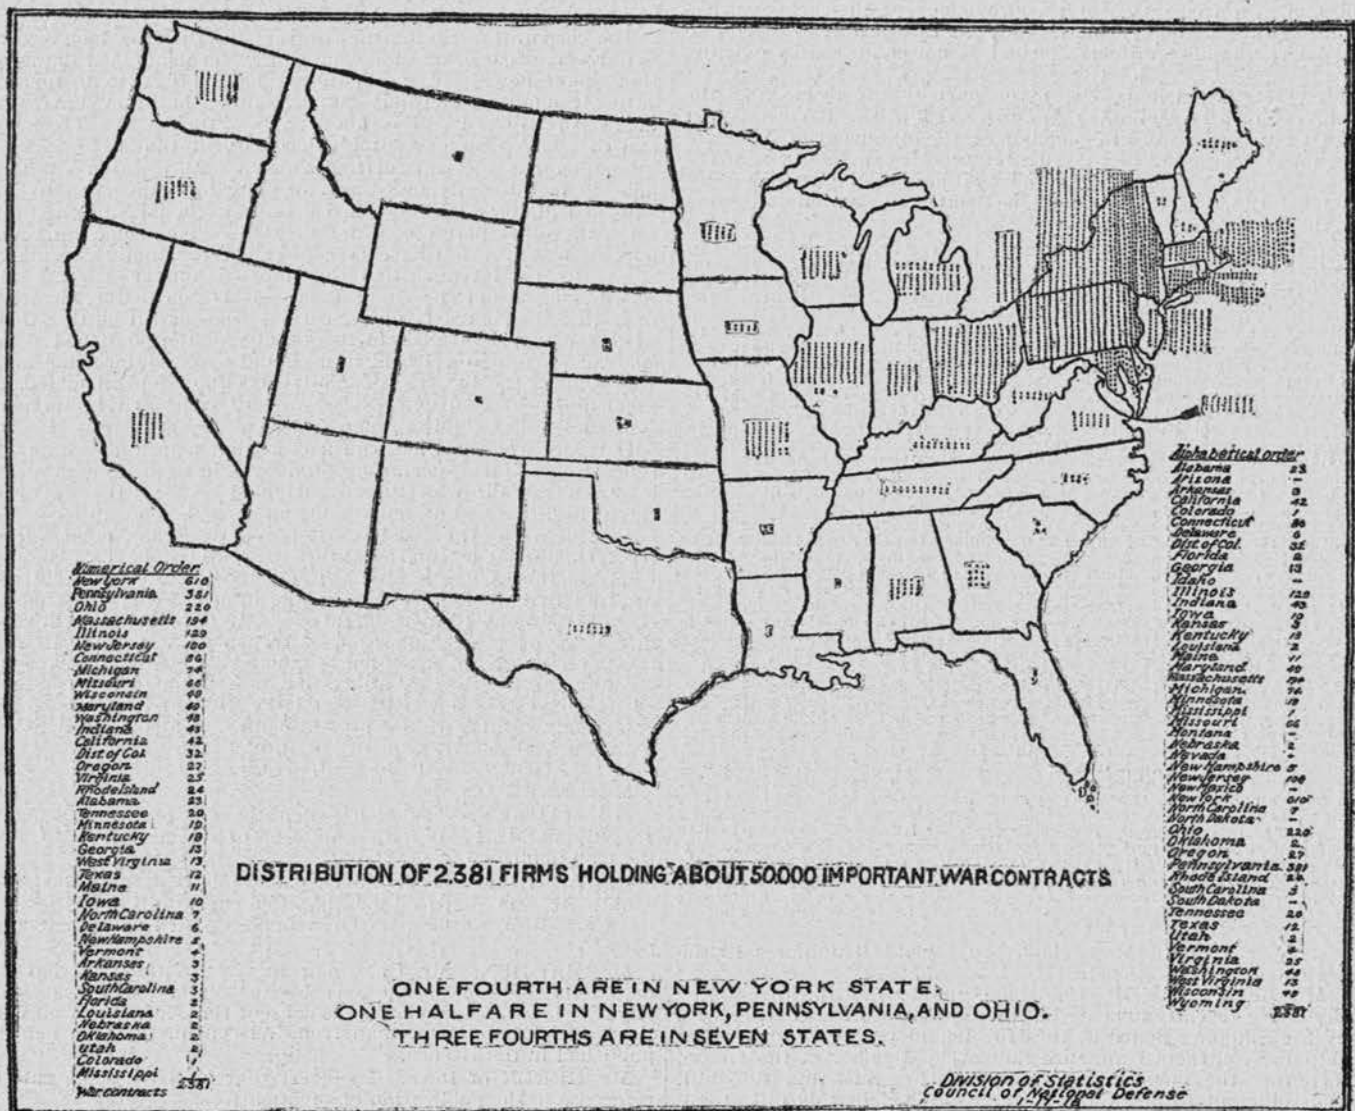 Numerical Order
New York 610
Pennsylvania 381
Ohio 220
Massachusetts 194
Illinois 129
New Jersey 100
Connecticut 86
Michigan 74
Missouri 66
Wisconsin
Maryland
Washington 48
Indiana 43
California 42
Dist of Col. 32
Oregon 27
Virginia 25
Rhode Island 24
Alabama 23
Tennessee 20
Minnesota 19
Kentucky 18
Georgia 13
West Virginia 13
Texas 12
Maine 11
Iowa 10
North Carolina 7
Delaware 6
New Hampshire 5
Vermont 4
Arkansas 3
Kansas 3
South Carolina 3
Florida 2
Louisiana 2
Nebraska 2
Oklahoma 2
Utah 2
Colorado 1
Mississippi 1
2381
War contracts
Alphabetical order
Alabama 23
Arizona -
Arkansas
California 42
Colorado 1
Connecticut 86
Delaware 6
Dist of Col. 32
Florida 2
Georgia 13
Idaho -
Illinois 129
Indiana 43
Iowa 10
Kansas
Kentucky 18
Louisiana 2
Maine 11
Maryland
Massachusetts 194
Michigan 74
Minnesota 19
Mississippi 1
Missouri 66
Montana -
Nebraska 2
Nevada -
New Hampshire 5
New Jersey 100
New Mexico -
New York 610
North Carolina 7
North Dakota -
Ohio 220
Oklahoma 2
Oregon 27
Pennsylvania 381
Rhode Island 24
South Carolina 3
South Dakota -
Tennessee 20
Texas 12
Utah 2
Vermont 4
Virginia 25
Washington 48
West Virginia 13
Wisconsin
Wyoming -
2381
DISTRIBUTION OF 2,381 FIRMS HOLDING ABOUT 50,000 IMPORTANT WAR CONTRACTS
ONE FOURTH ARE IN NEW YORK STATE.
ONE HALF ARE IN NEW YORK, PENNSYLVANIA, AND OHIO.
THREE FOURTHS ARE IN SEVEN STATES.
Division of Statistics
Council of National Defense